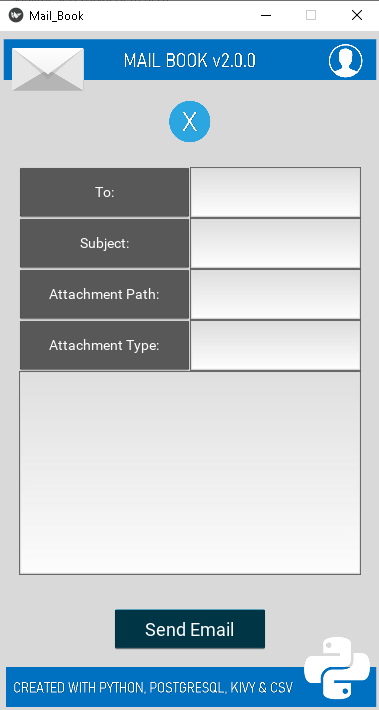 Mail_Book
MAIL BOOK v2.0.0
X
To:
Subject:
Attachment Path:
Attachment Type:
Send Email
CREATED WITH PYTHON, POSTGRESQL, KIVY & CSV